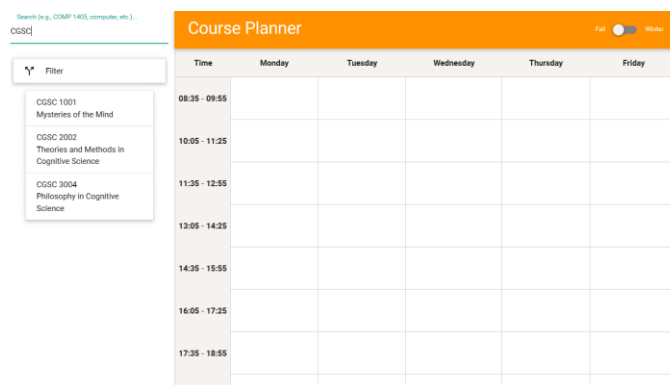 Search (e.g., COMP 1405, computer, etc.)...
CGSC
Filter
CGSC 1001
Mysteries of the Mind
CGSC 2002
Theories and Methods in
Cognitive Science
CGSC 3004
Philosophy in Cognitive
Science
Course Planner
Fall Winter
Time Monday Tuesday Wednesday Thursday Friday
08:35 - 09:55
10:05 - 11:25
11:35 - 12:55
13:05 - 14:25
14:35 - 15:55
16:05 - 17:25
17:35 - 18:55